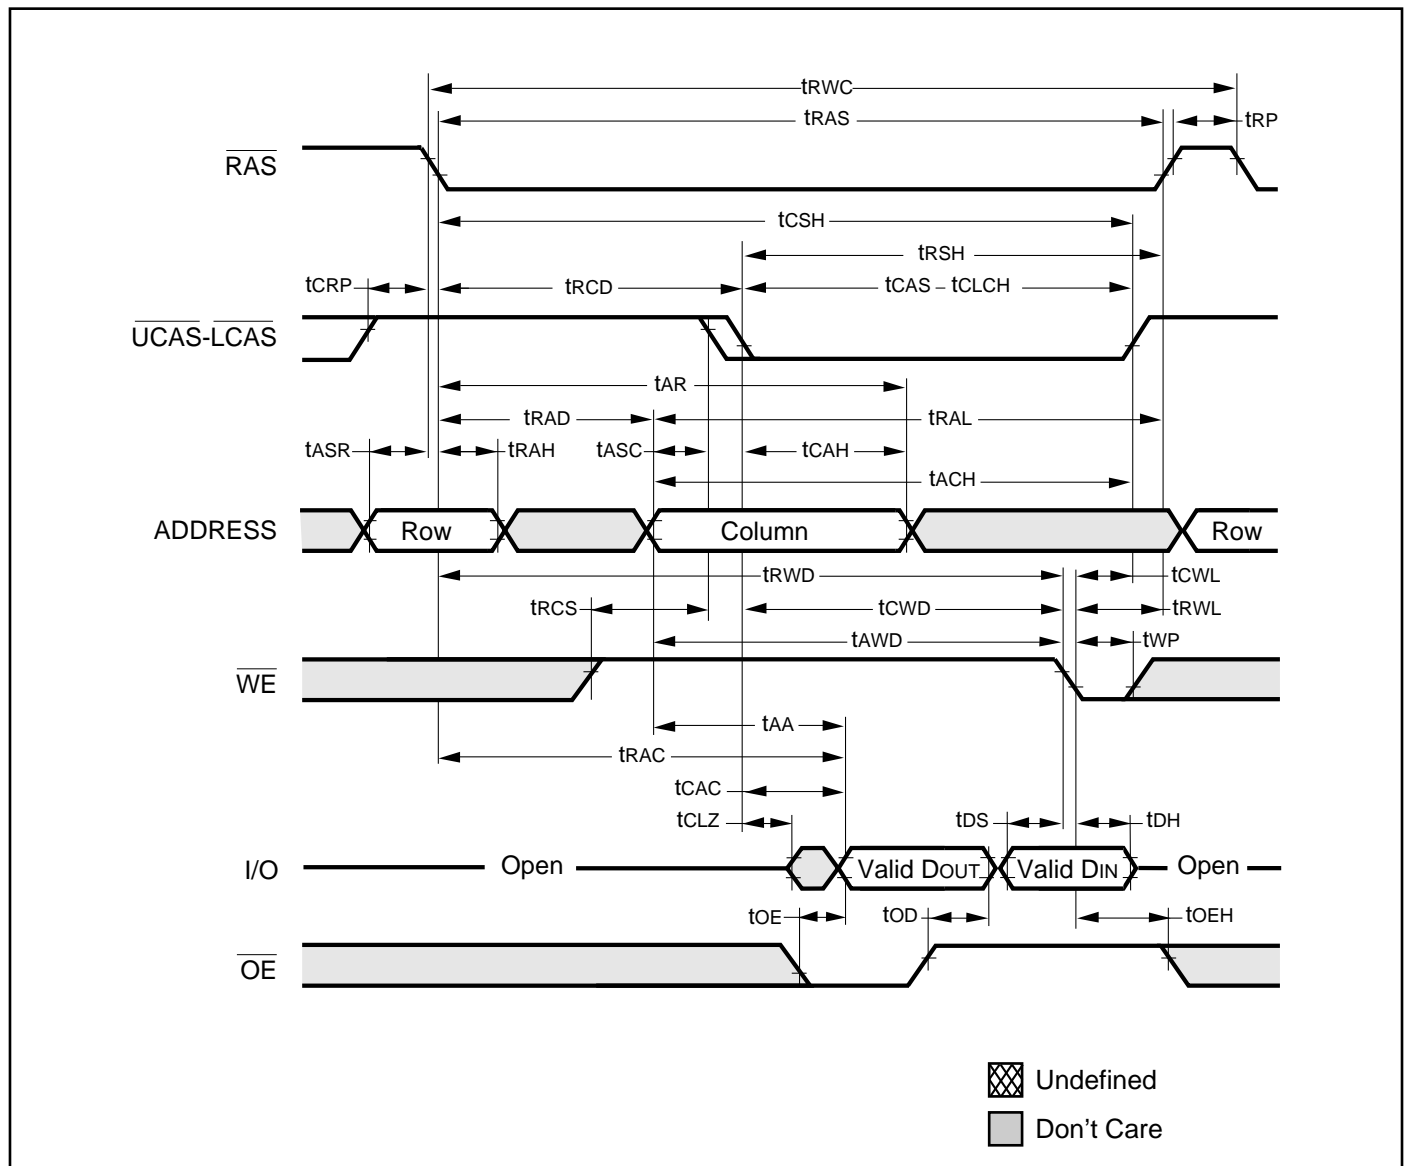 tRWC
tRAS
tRP
RAS
tCSH
tRSH
tCRP
tRCD
tCAS – tCLCH
UCAS-LCAS
tAR
tRAD
tRAL
tASR
tRAH
tASC
tCAH
tACH
ADDRESS
Row
Column
Row
tRWD
tCWL
tRCS
tCWD
tRWL
tAWD
tWP
WE
tAA
tRAC
tCAC
tCLZ
tDS
tDH
I/O
Open
Valid DOUT
Valid DIN
Open
tOE
tOD
tOEH
OE
Undefined
Don't Care